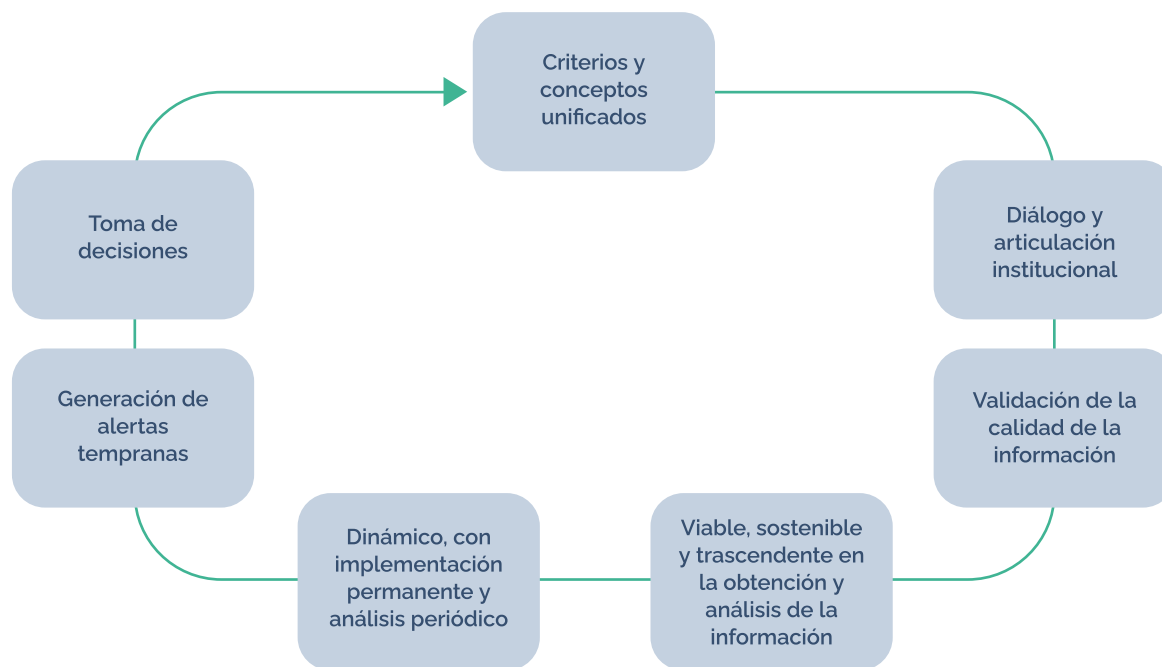 Criterios y
conceptos
unificados
Diálogo y
articulación
institucional
Validación de la
calidad de la
información
Viable, sostenible
y trascendente en
la obtención y
análisis de la
información
Dinámico, con
implementación
permanente y
análisis periódico
Generación de
alertas
tempranas
Toma de
decisiones